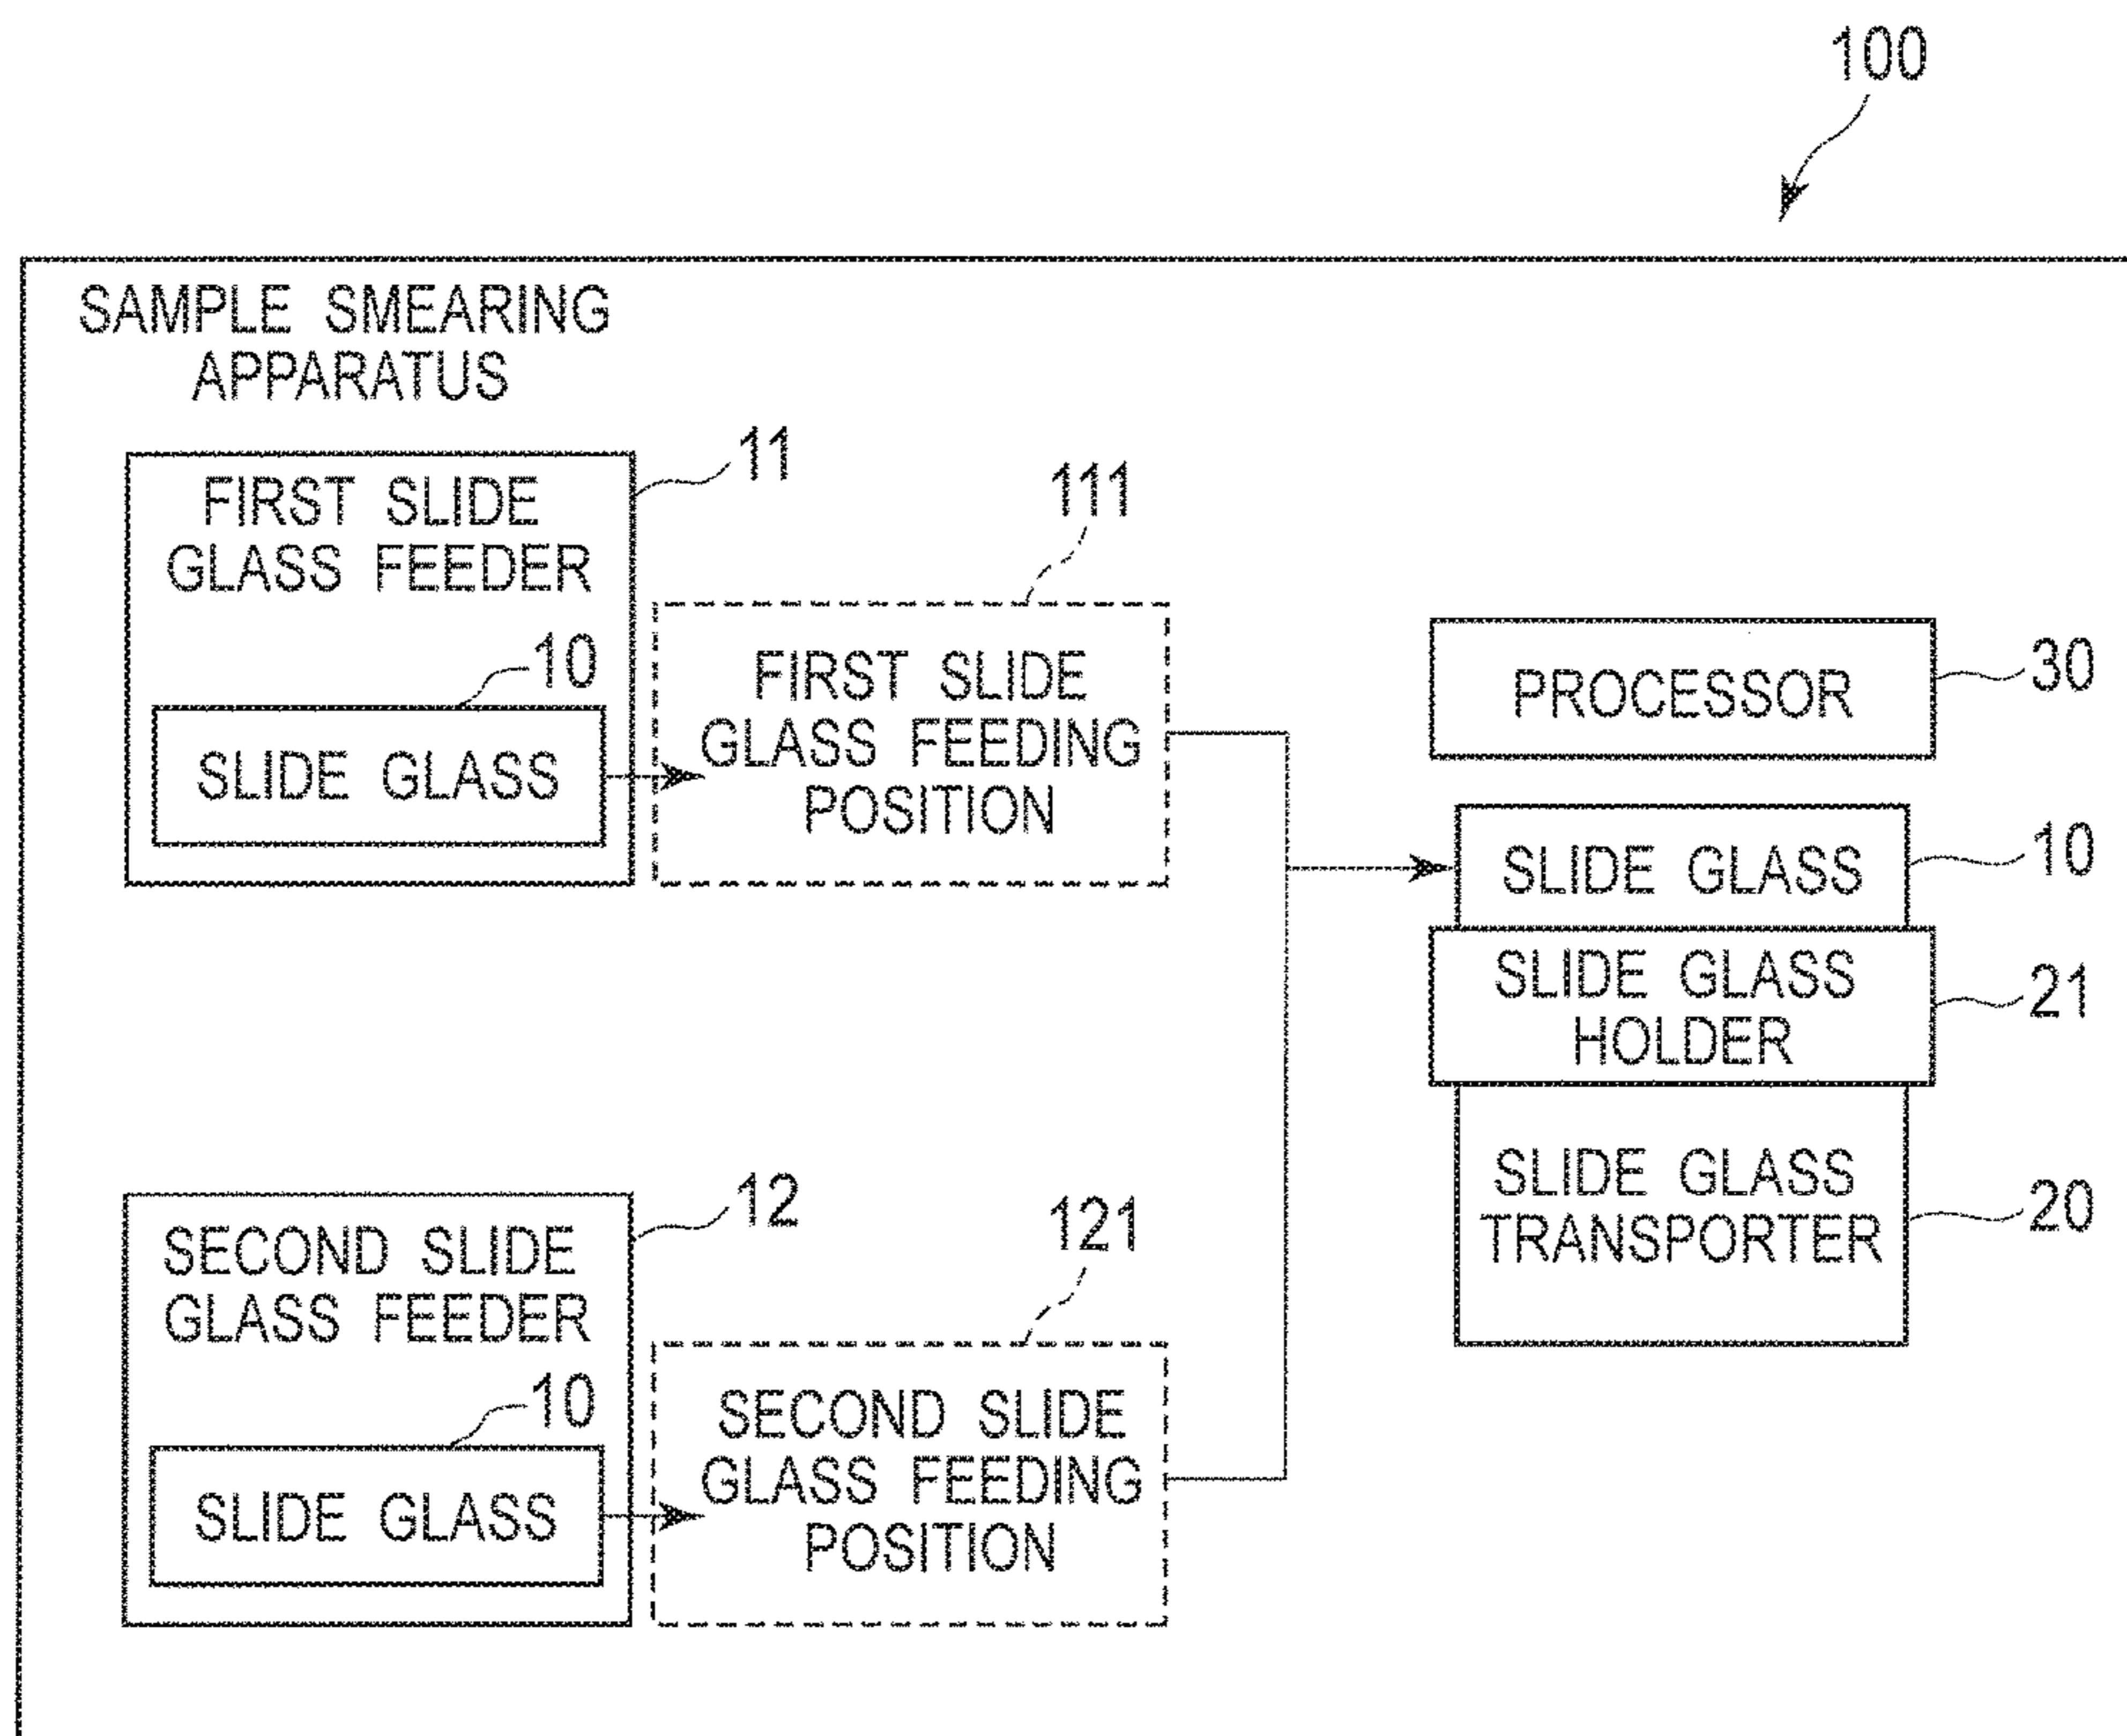 100
SAMPLE SMEARING
APPARATUS
11
FIRST SLIDE
GLASS FEEDER
10
SLIDE GLASS
111
FIRST SLIDE
GLASS FEEDING
POSITION
PROCESSOR
30
SLIDE GLASS
10
SLIDE GLASS
HOLDER
21
SLIDE GLASS
TRANSPORTER
20
12
SECOND SLIDE
GLASS FEEDER
10
SLIDE GLASS
121
SECOND SLIDE
GLASS FEEDING
POSITION